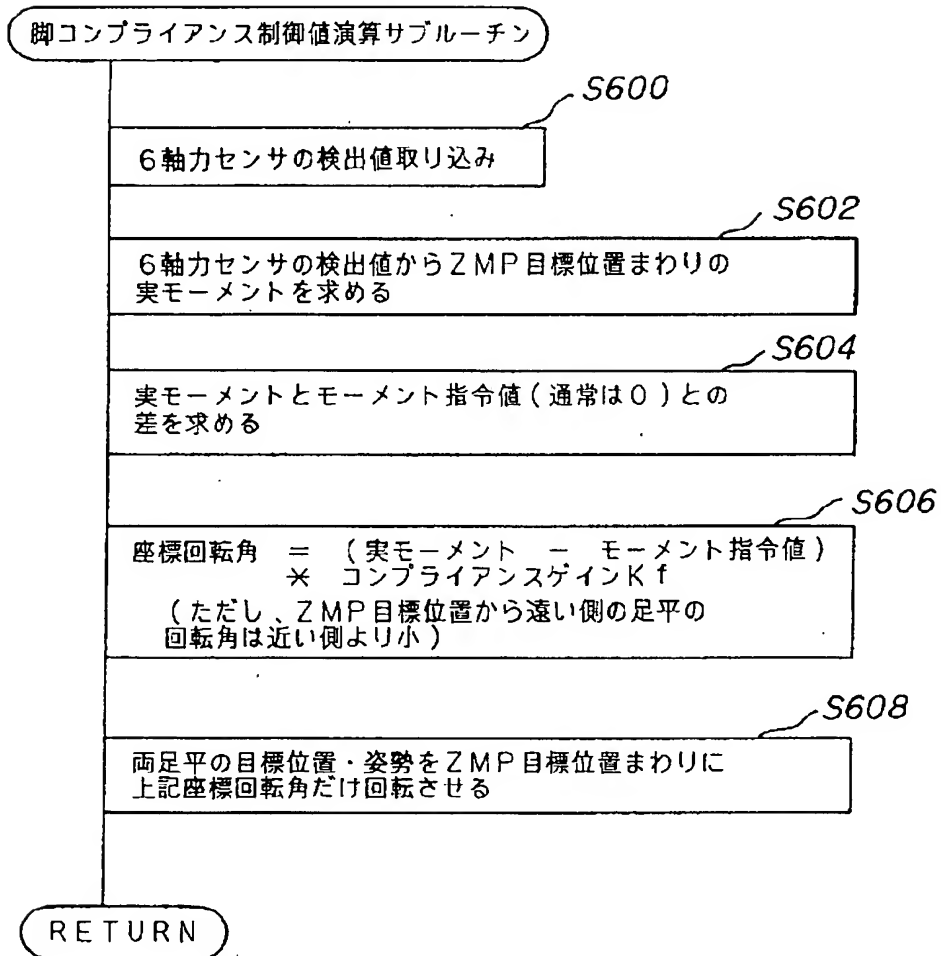 脚コンプライアンス制御値演算サブルーチン
S600
6軸力センサの検出値取り込み
S602
6軸力センサの検出値からZMP目標位置まわりの
実モーメントを求める
S604
実モーメントとモーメント指令値(通常は0)との
差を求める
S606
座標回転角 = (実モーメント - モーメント指令値)
* コンプライアンスゲインKf
(ただし、ZMP目標位置から遠い側の足平の
回転角は近い側より小)
S608
両足平の目標位置・姿勢をZMP目標位置まわりに
上記座標回転角だけ回転させる
RETURN